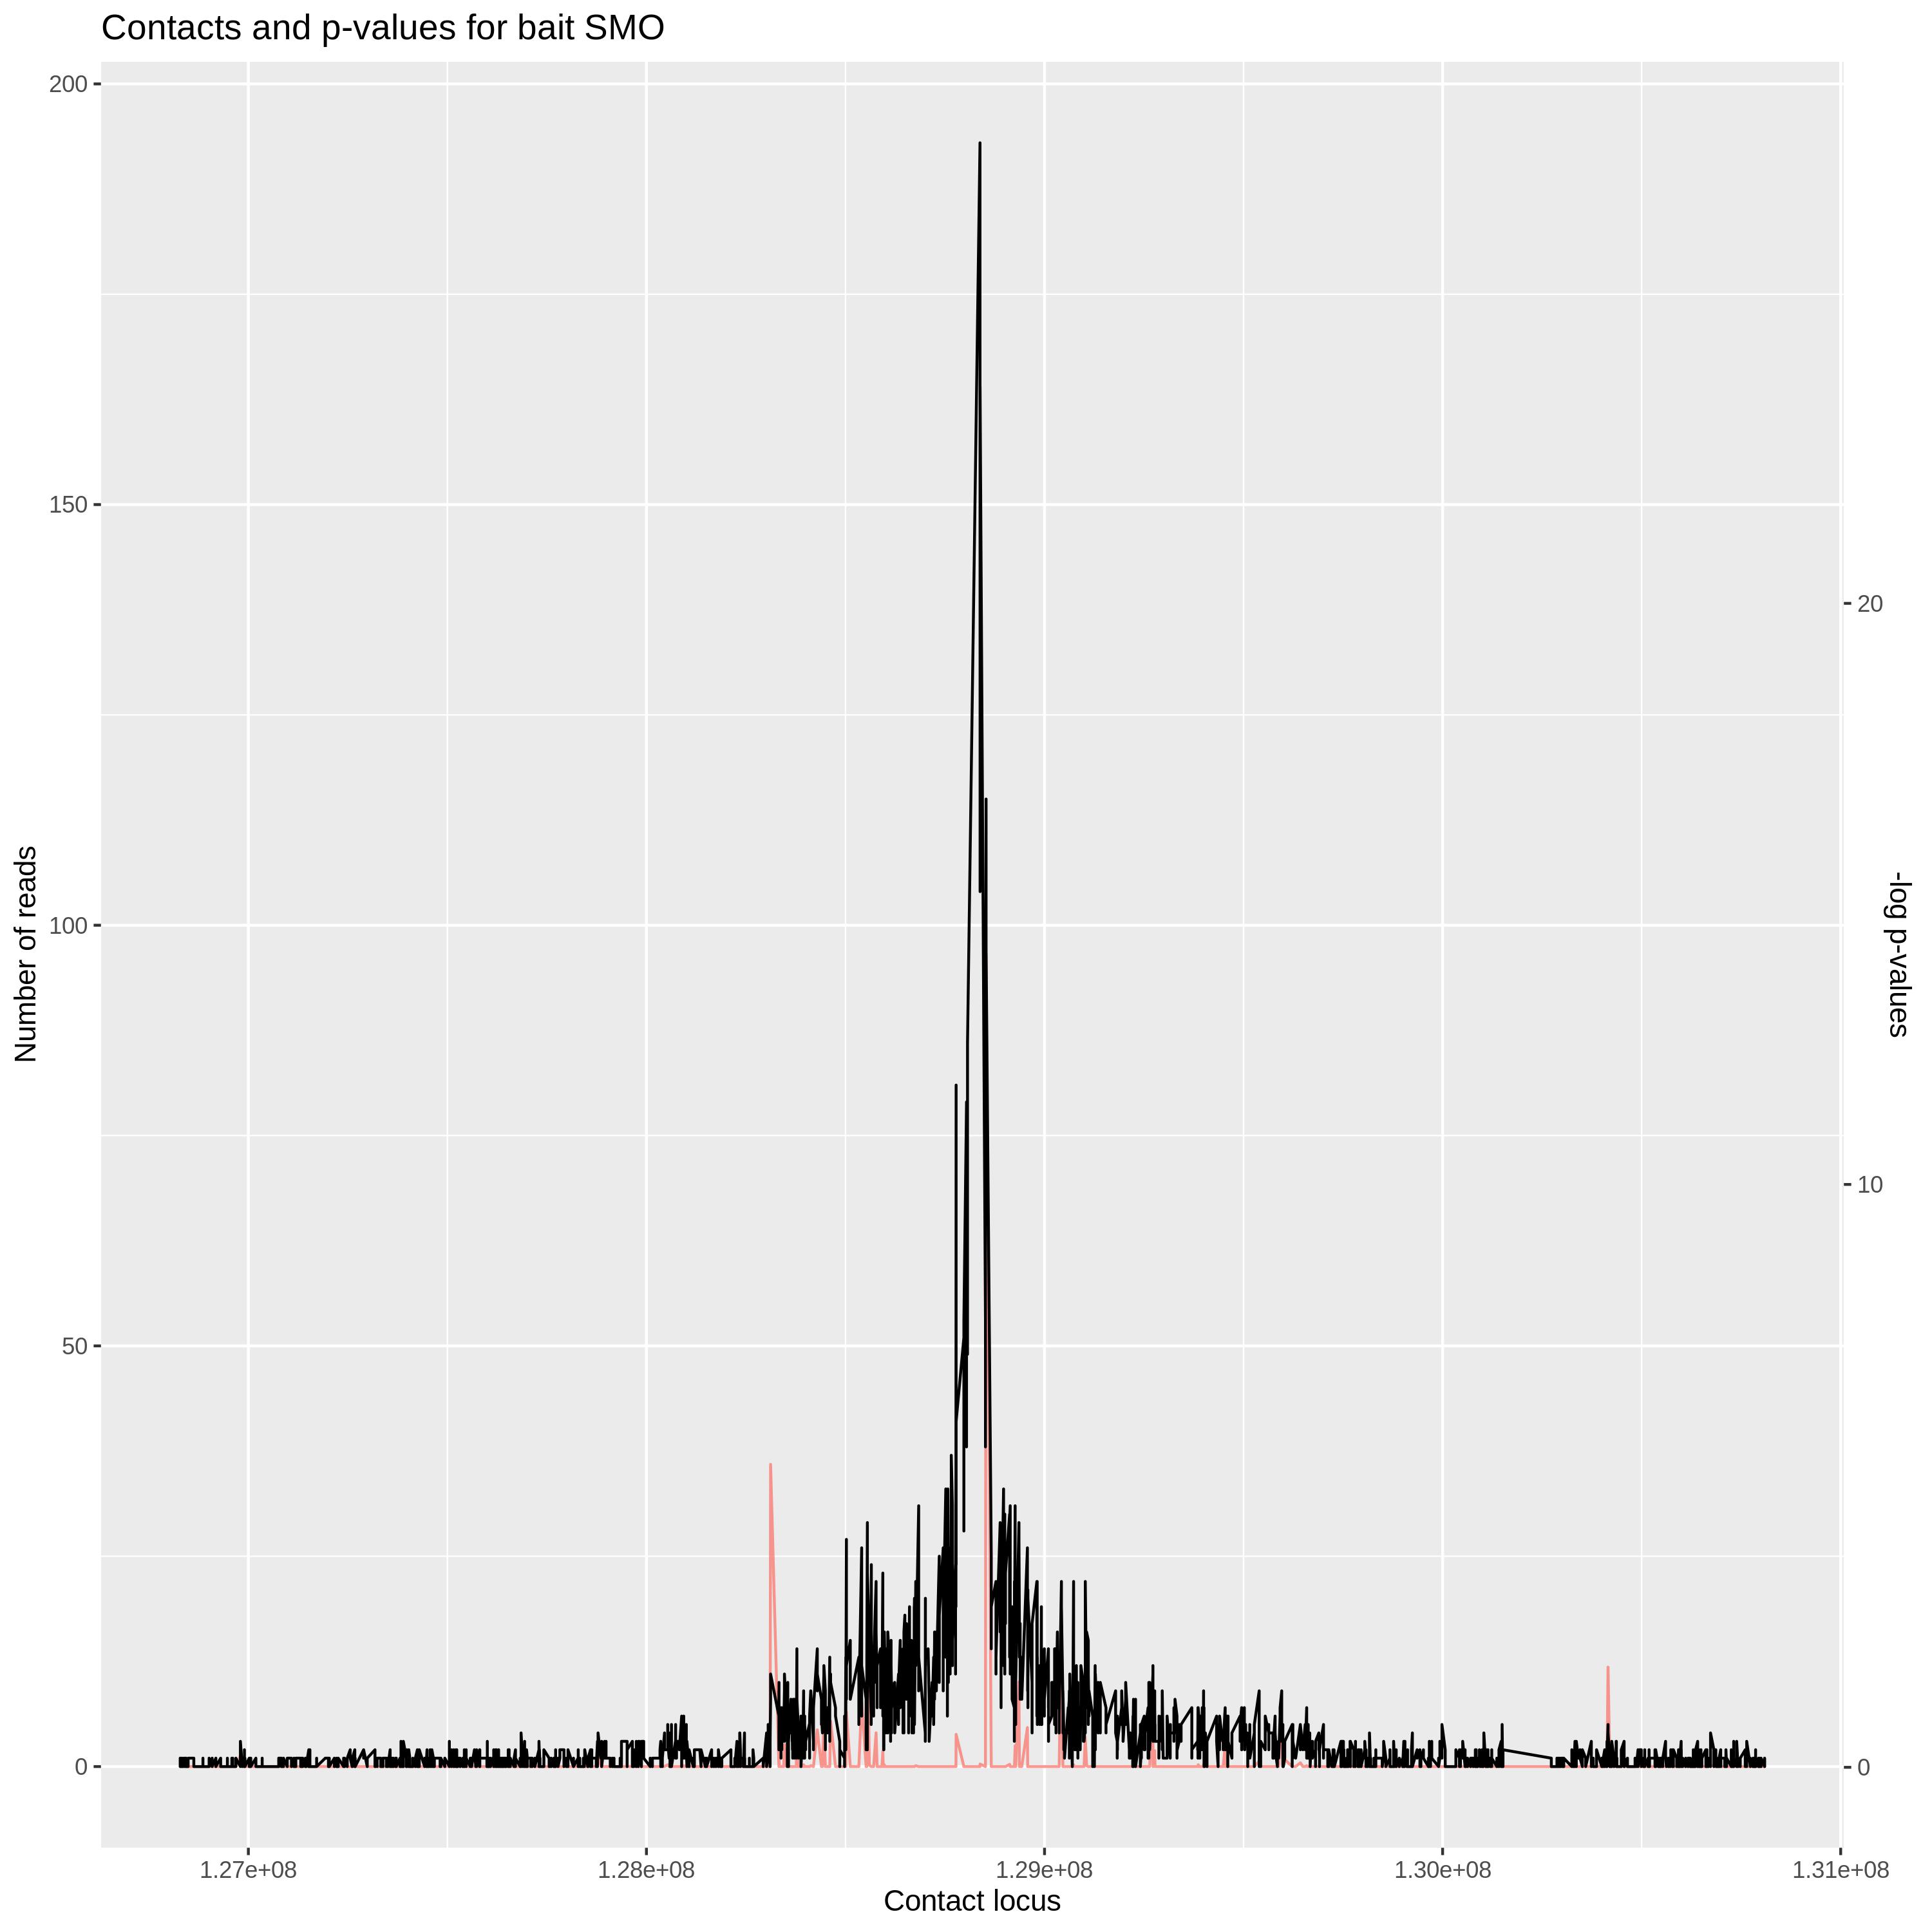 Contacts and p-values for bait SMO
200
150
100
50
0
Number of reads
20
10
0
-log p-values
1.27e+08
1.28e+08
1.29e+08
1.30e+08
1.31e+08
Contact locus